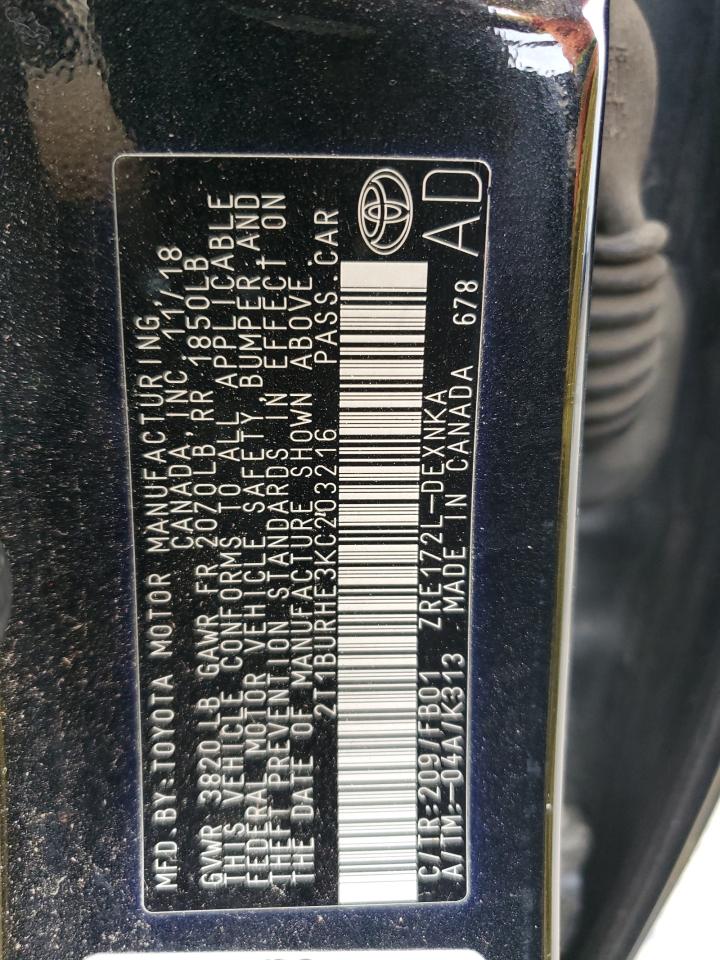 MFD.BY:TOYOTA MOTOR MANUFACTURING,
CANADA, INC. 11/18
GVWR 3820LB GAWR FR 2070LB, RR 1850LB
THIS VEHICLE CONFORMS TO ALL APPLICABLE
FEDERAL MOTOR VEHICLE SAFETY, BUMPER AND
THEFT PREVENTION STANDARDS IN EFFECT ON
THE DATE OF MANUFACTURE SHOWN ABOVE.
2T1BURHE3KC203216 PASS.CAR
C/TR:209/FB01 ZRE172L-DEXNKA
A/TM:-04A/K313 MADE IN CANADA 678
AD